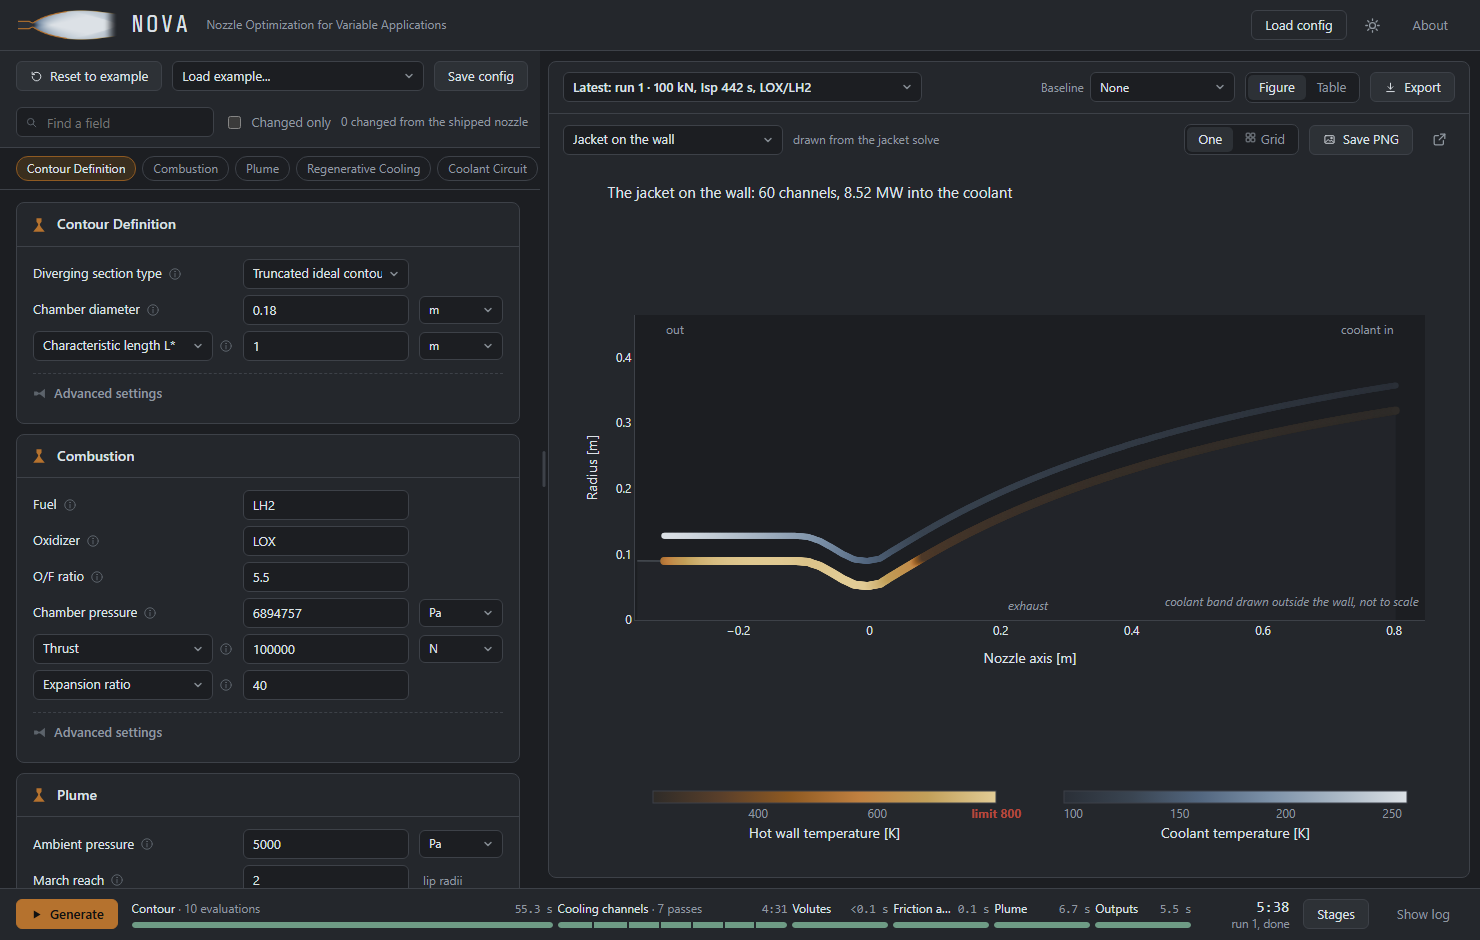 NOVA Nozzle Optimization for Variable Applications Load config About
Reset to example Load example... Save config
Find a field Changed only 0 changed from the shipped nozzle
Contour Definition Combustion Plume Regenerative Cooling Coolant Circuit
Contour Definition
Diverging section type Truncated ideal contou
Chamber diameter 0.18 m
Characteristic length L* 1 m
Advanced settings
Combustion
Fuel LH2
Oxidizer LOX
O/F ratio 5.5
Chamber pressure 6894757 Pa
Thrust 100000 N
Expansion ratio 40
Advanced settings
Plume
Ambient pressure 5000 Pa
March reach 2 lip radii
Latest: run 1 · 100 kN, Isp 442 s, LOX/LH2 Baseline None Figure Table Export
Jacket on the wall drawn from the jacket solve One Grid Save PNG
The jacket on the wall: 60 channels, 8.52 MW into the coolant
out coolant in
0.4
0.3
0.2
0.1
0
Radius [m]
exhaust coolant band drawn outside the wall, not to scale
−0.2 0 0.2 0.4 0.6 0.8
Nozzle axis [m]
400 600 limit 800 100 150 200 250
Hot wall temperature [K] Coolant temperature [K]
Generate Contour · 10 evaluations 55.3 s Cooling channels · 7 passes 4:31 Volutes <0.1 s Friction a... 0.1 s Plume 6.7 s Outputs 5.5 s 5:38 Stages Show log
run 1, done